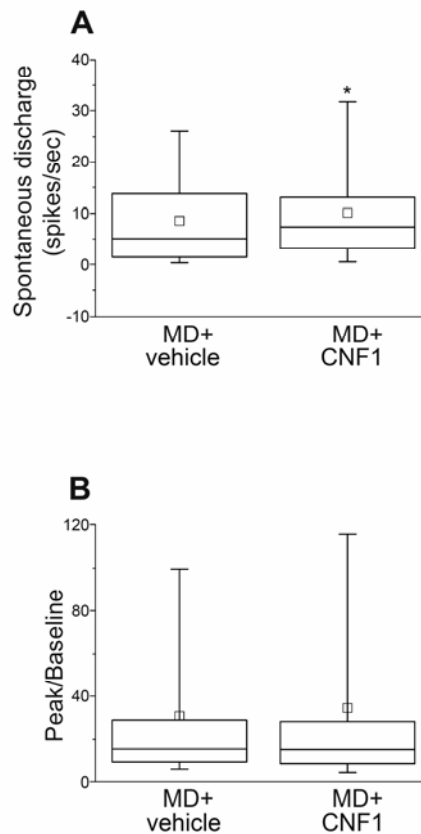 A
Spontaneous discharge
(spikes/sec)
40
30
20
10
0
-10
*
MD+
vehicle
MD+
CNF1
B
Peak/Baseline
120
80
40
0
MD+
vehicle
MD+
CNF1